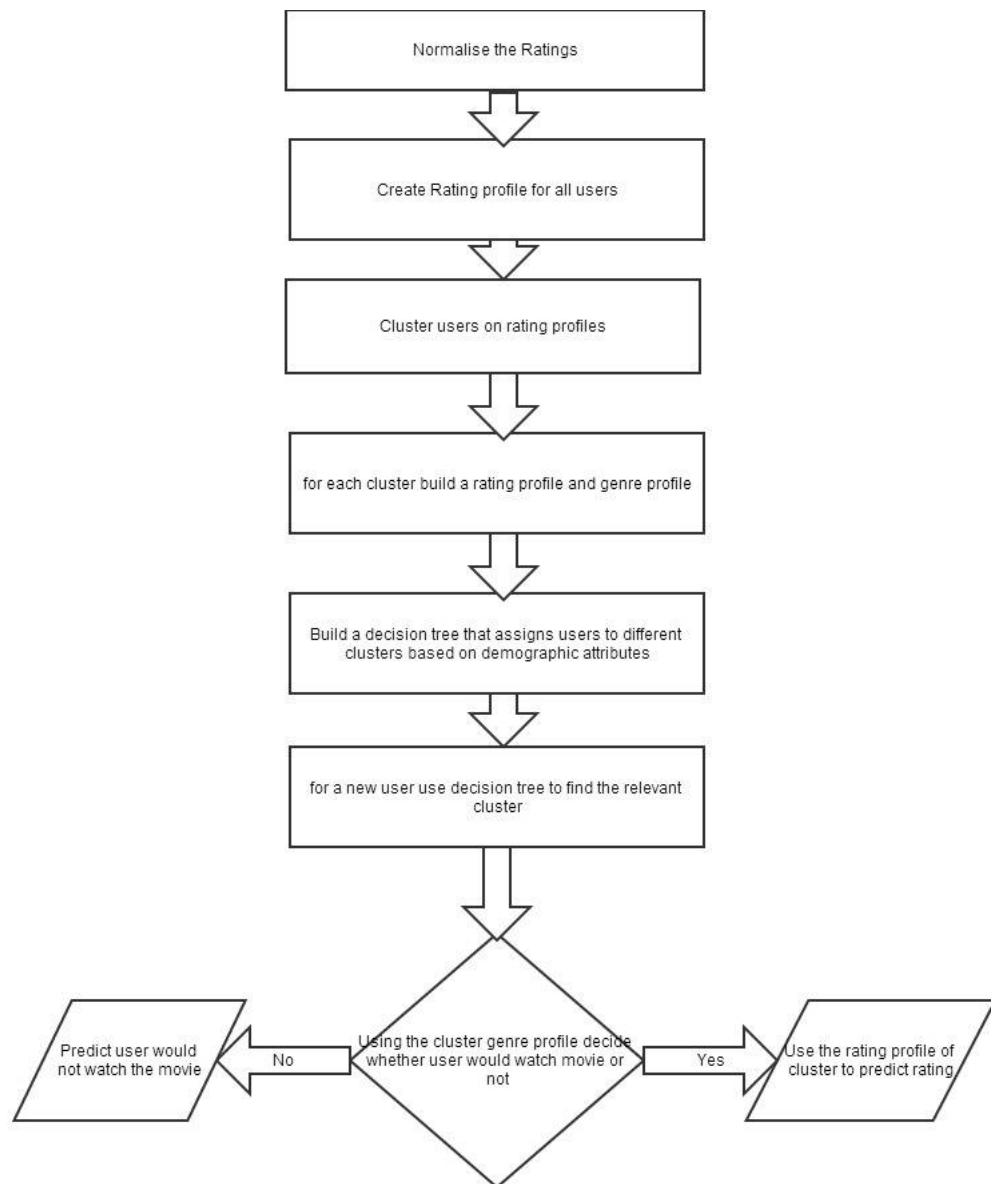 Normalise the Ratings
Create Rating profile for all users
Cluster users on rating profiles
for each cluster build a rating profile and genre profile
Build a decision tree that assigns users to different
clusters based on demographic attributes
for a new user use decision tree to find the relevant
cluster
Using the cluster genre profile decide
whether user would watch movie or
not
No
Predict user would
not watch the movie
Yes
Use the rating profile of
cluster to predict rating